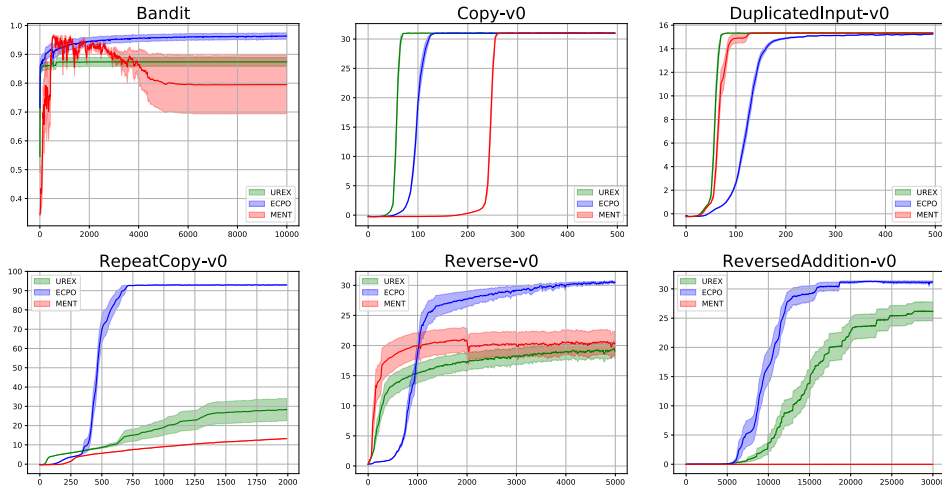 Bandit
1.0
0.9
0.8
0.7
0.6
0.5
0.4
0 2000 4000 6000 8000 10000
UREX
ECPO
MENT
Copy-v0
30
25
20
15
10
5
0
0 100 200 300 400 500
UREX
ECPO
MENT
DuplicatedInput-v0
16
14
12
10
8
6
4
2
0
0 100 200 300 400 500
UREX
ECPO
MENT
RepeatCopy-v0
100
90
80
70
60
50
40
30
20
10
0
0 250 500 750 1000 1250 1500 1750 2000
UREX
ECPO
MENT
Reverse-v0
30
25
20
15
10
5
0
0 1000 2000 3000 4000 5000
UREX
ECPO
MENT
ReversedAddition-v0
30
25
20
15
10
5
0
0 5000 10000 15000 20000 25000 30000
UREX
ECPO
MENT